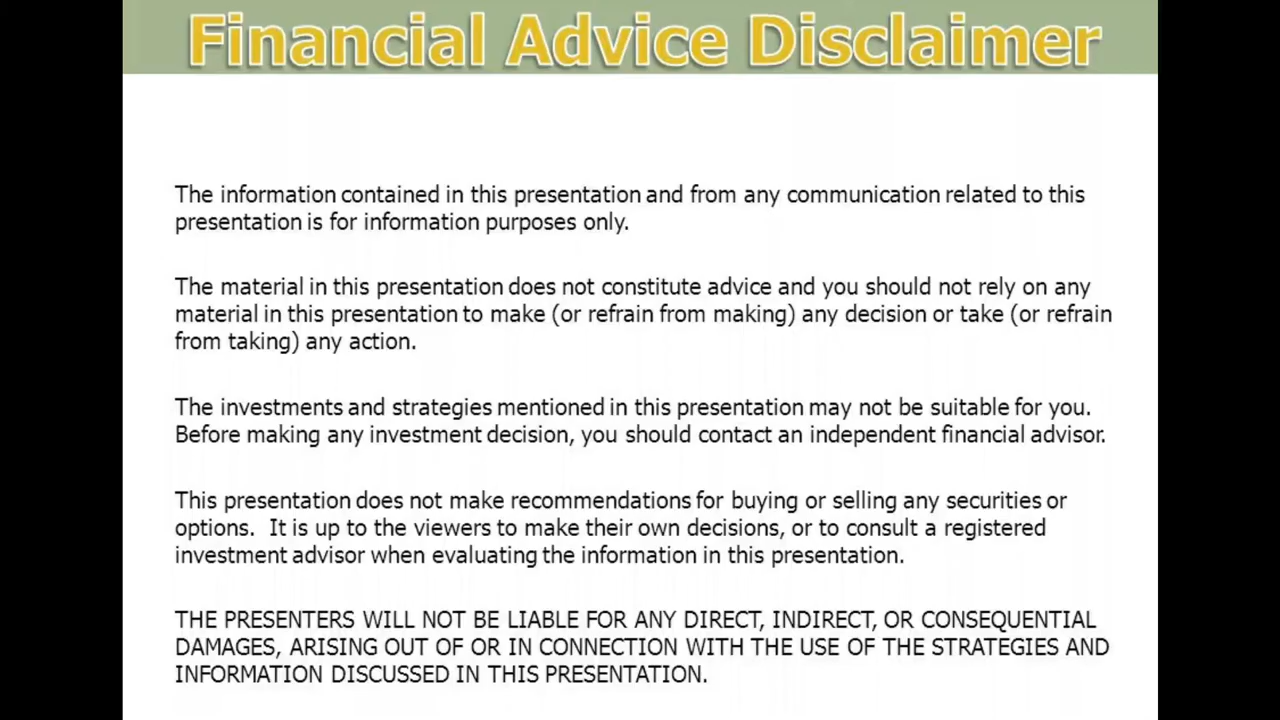 Financial Advice Disclaimer
The information contained in this presentation and from any communication related to this
presentation is for information purposes only.
The material in this presentation does not constitute advice and you should not rely on any
material in this presentation to make (or refrain from making) any decision or take (or refrain
from taking) any action.
The investments and strategies mentioned in this presentation may not be suitable for you.
Before making any investment decision, you should contact an independent financial advisor.
This presentation does not make recommendations for buying or selling any securities or
options.  It is up to the viewers to make their own decisions, or to consult a registered
investment advisor when evaluating the information in this presentation.
THE PRESENTERS WILL NOT BE LIABLE FOR ANY DIRECT, INDIRECT, OR CONSEQUENTIAL
DAMAGES, ARISING OUT OF OR IN CONNECTION WITH THE USE OF THE STRATEGIES AND
INFORMATION DISCUSSED IN THIS PRESENTATION.